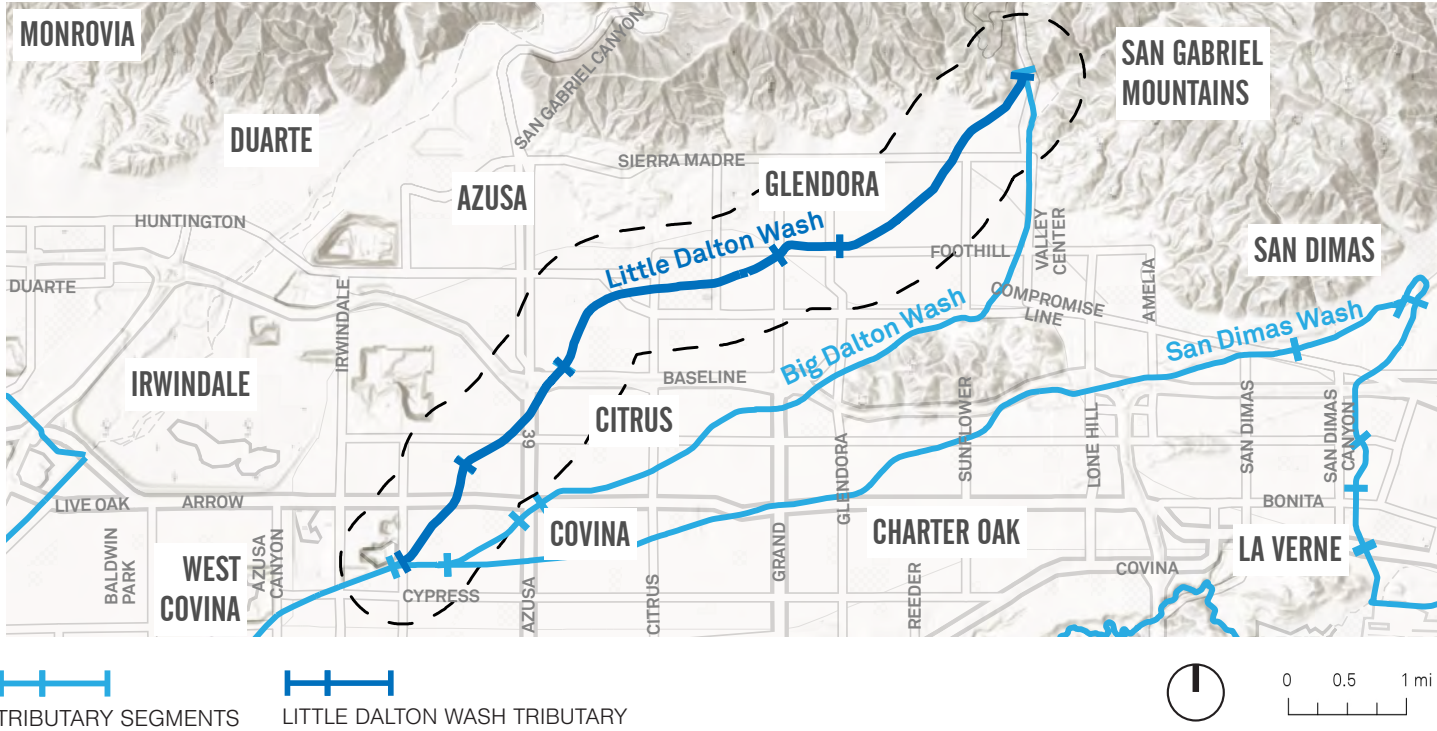 MONROVIA
SAN GABRIEL CANYON
SAN GABRIEL
MOUNTAINS
DUARTE
SIERRA MADRE
AZUSA
GLENDORA
HUNTINGTON
Little Dalton Wash
FOOTHILL
VALLEY
CENTER
SAN DIMAS
DUARTE
IRWINDALE
AMELIA
COMPROMISE
LINE
Big Dalton Wash
San Dimas Wash
IRWINDALE
BASELINE
CITRUS
39
GLENDORA
SUNFLOWER
LONE HILL
SAN DIMAS
SAN DIMAS
CANYON
LIVE OAK
ARROW
BONITA
BALDWIN
PARK
AZUSA
CANYON
WEST
COVINA
COVINA
GRAND
CHARTER OAK
LA VERNE
COVINA
CYPRESS
AZUSA
CITRUS
REEDER
TRIBUTARY SEGMENTS
LITTLE DALTON WASH TRIBUTARY
0 0.5 1 mi